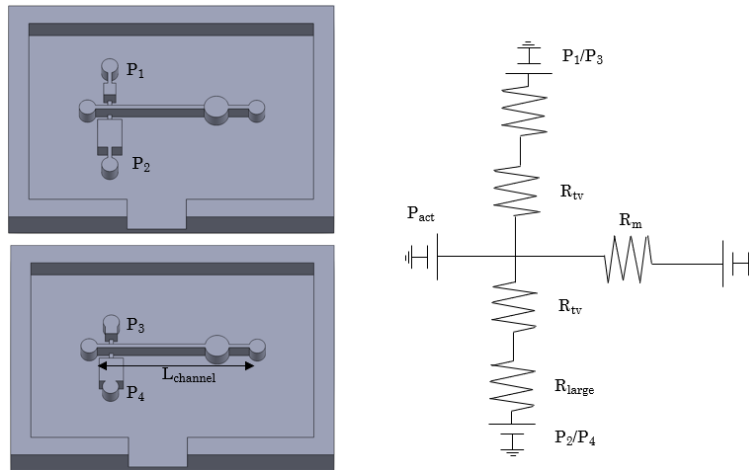 P1
P2
P3
Lchannel
P4
P1/P3
Rtv
Pact
Rm
Rtv
Rlarge
P2/P4